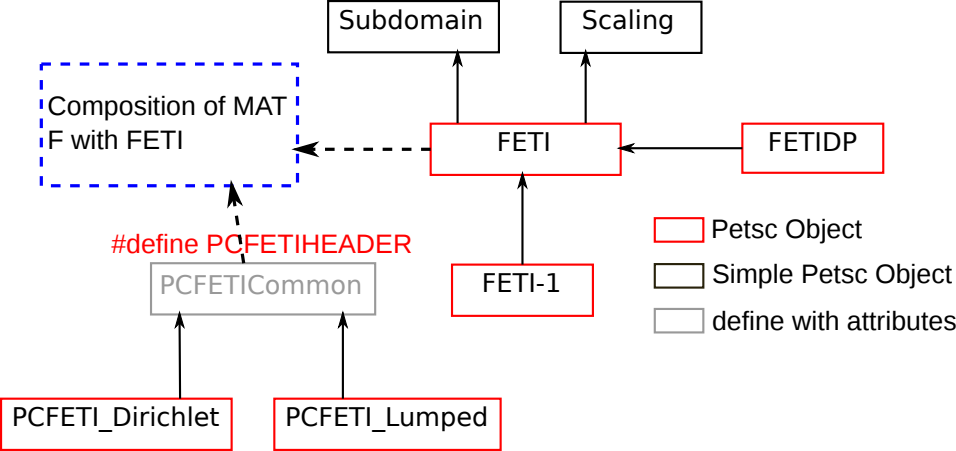 Subdomain
Scaling
Composition of MAT
F with FETI
FETI
FETIDP
#define PCFETIHEADER
PCFETICommon
FETI-1
Petsc Object
Simple Petsc Object
define with attributes
PCFETI_Dirichlet
PCFETI_Lumped